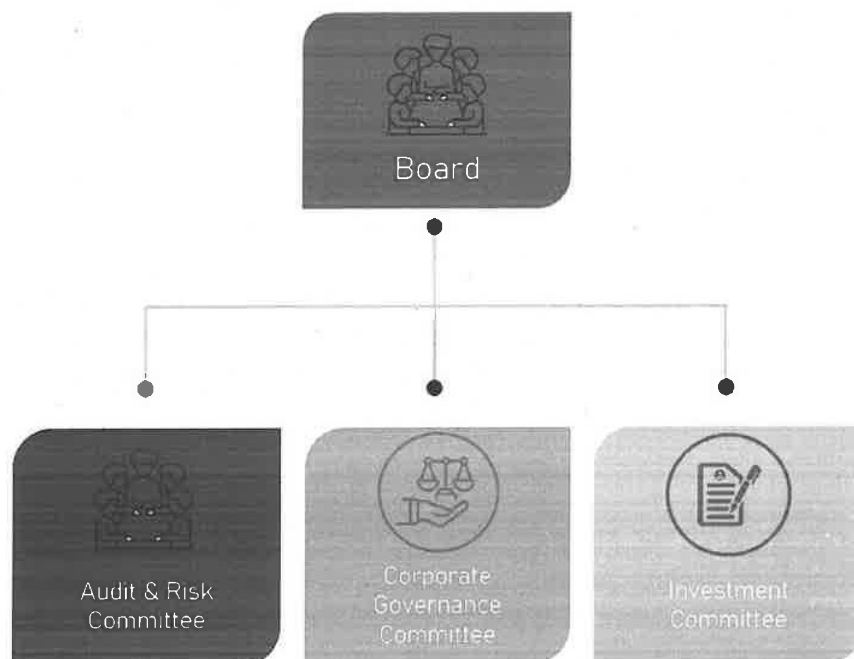 Board
Audit & Risk
Committee
Corporate
Governance
Committee
Investment
Committee